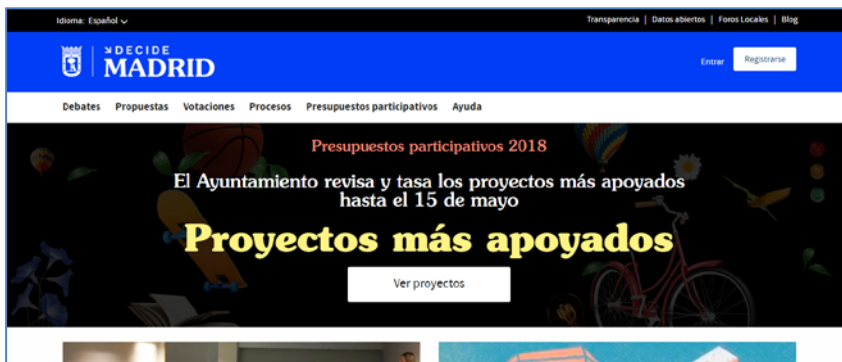 Idioma: Español
Transparencia | Datos abiertos | Foros Locales | Blog
DECIDE
MADRID
Entrar
Registrarse
Debates Propuestas Votaciones Procesos Presupuestos participativos Ayuda
Presupuestos participativos 2018
El Ayuntamiento revisa y tasa los proyectos más apoyados
hasta el 15 de mayo
Proyectos más apoyados
Ver proyectos